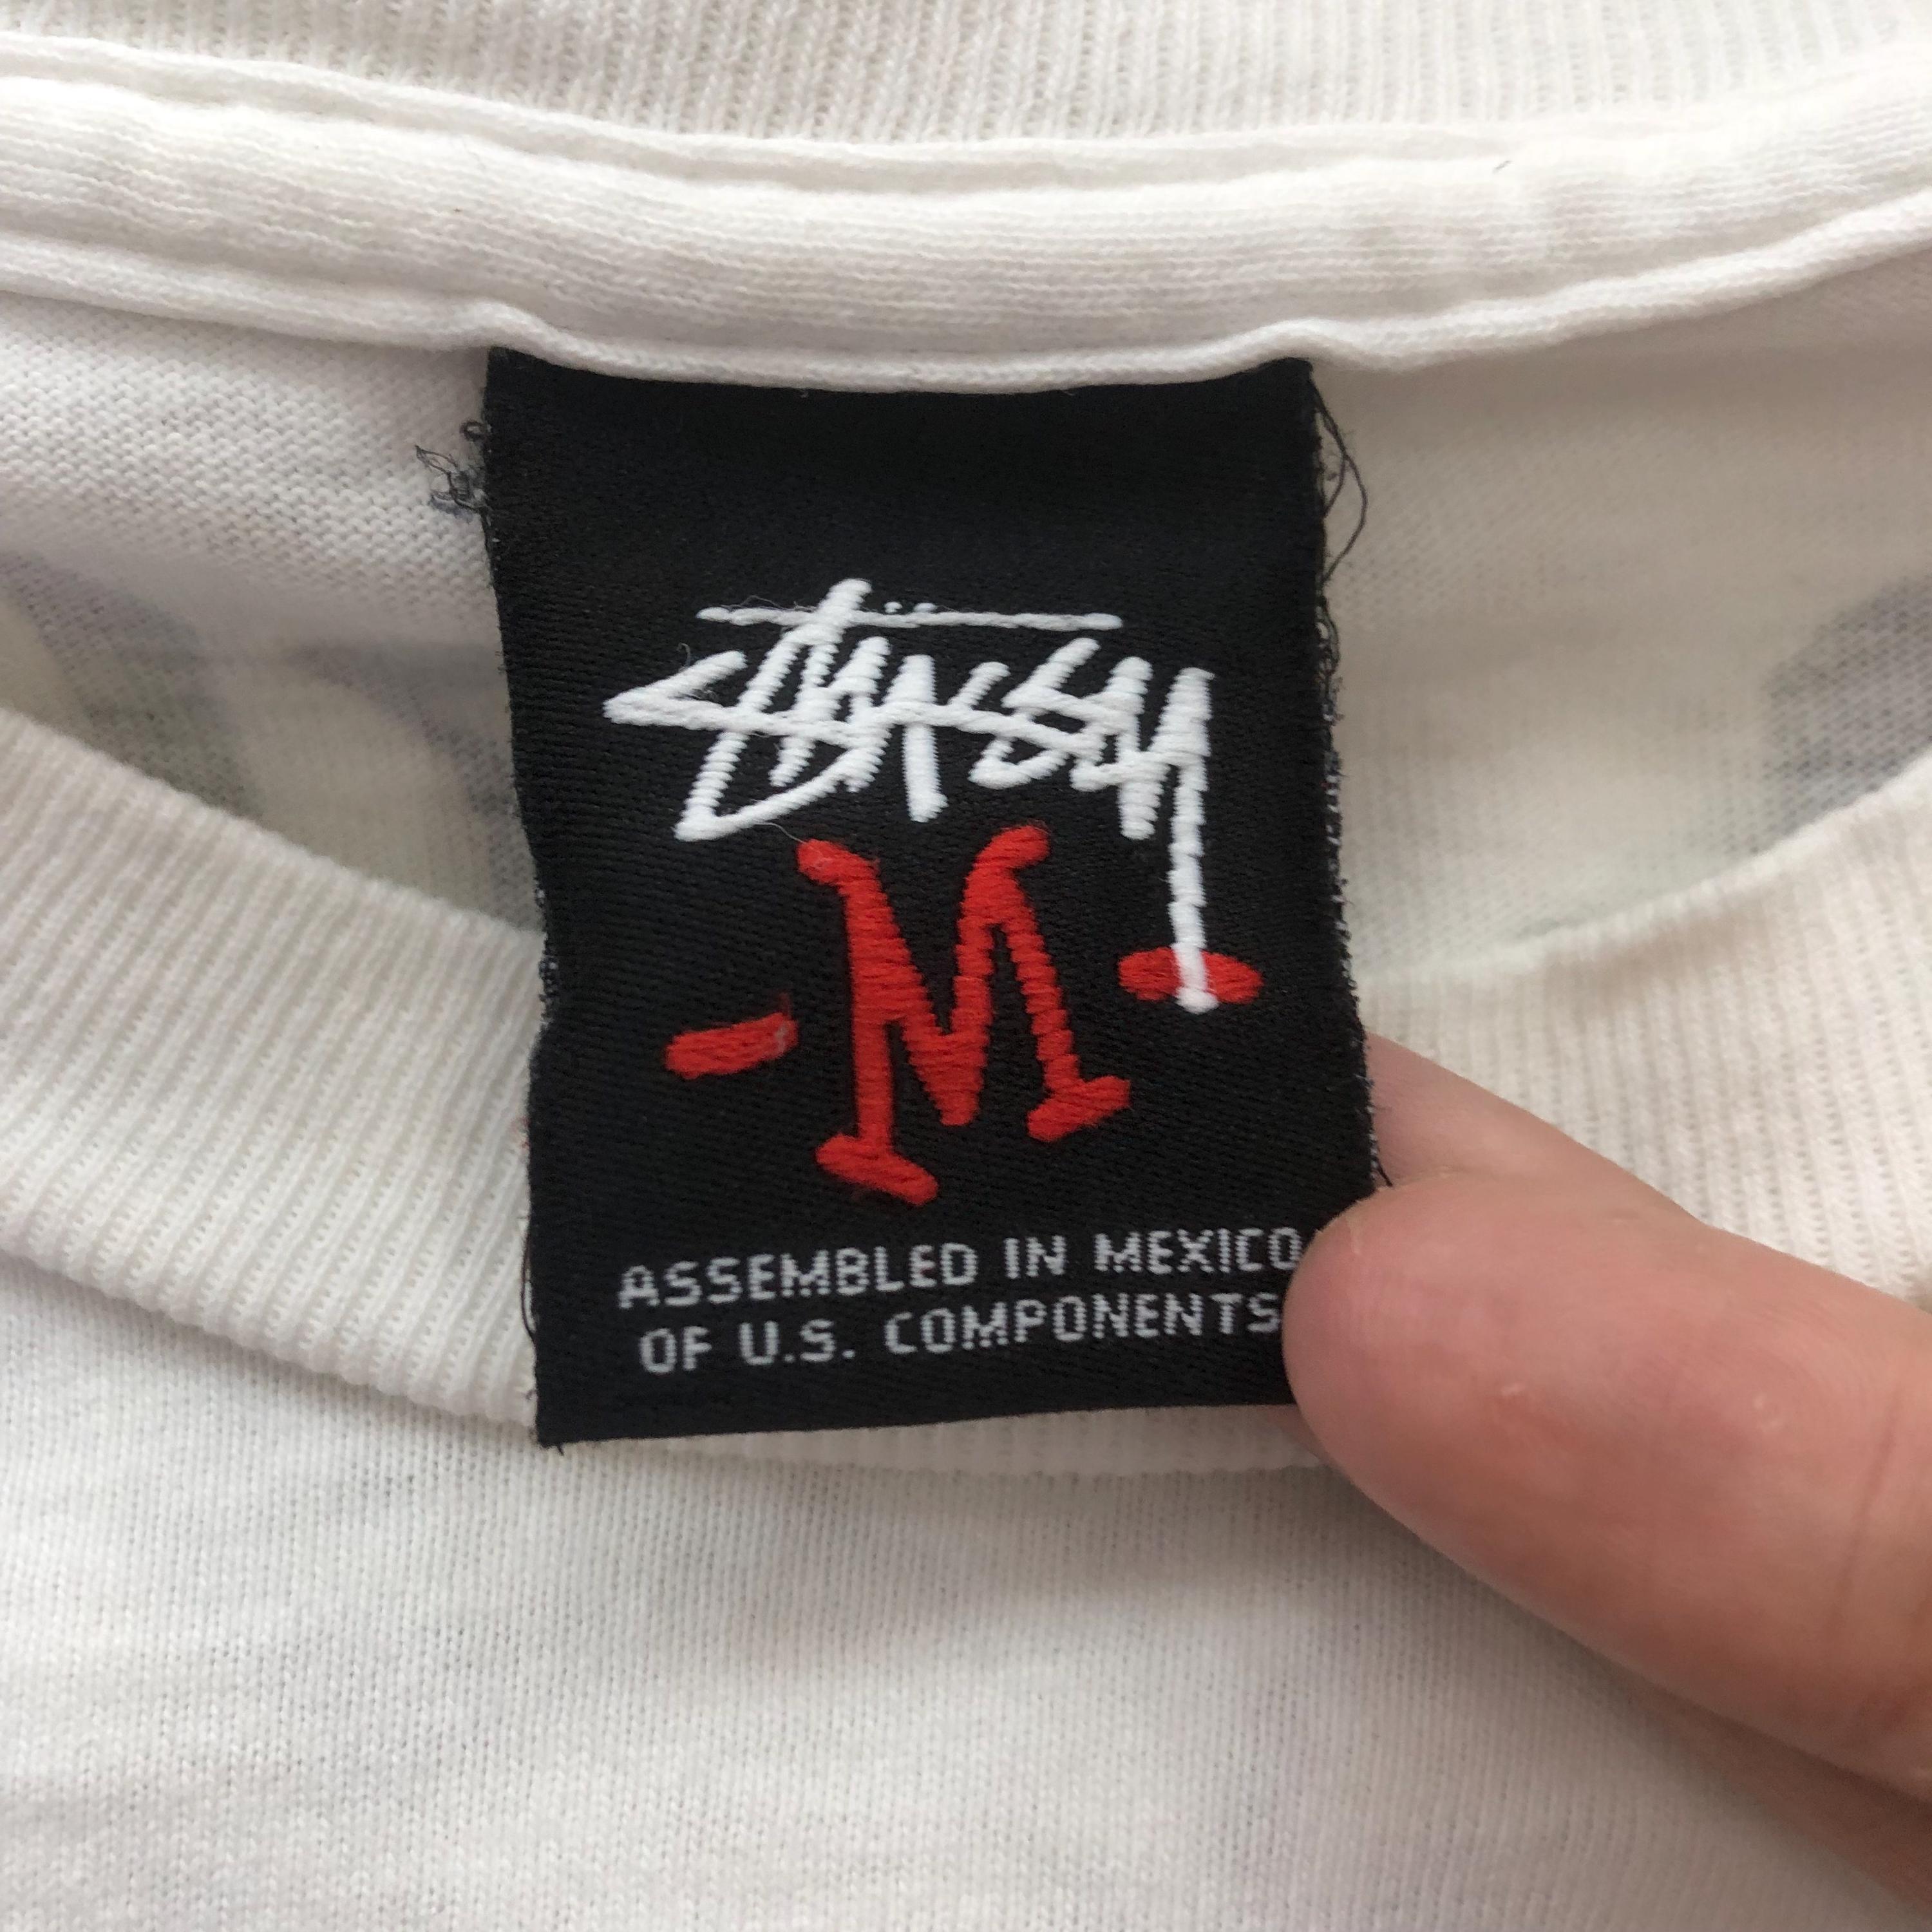 Stüssy
-M-
ASSEMBLED IN MEXICO
OF U.S. COMPONENTS